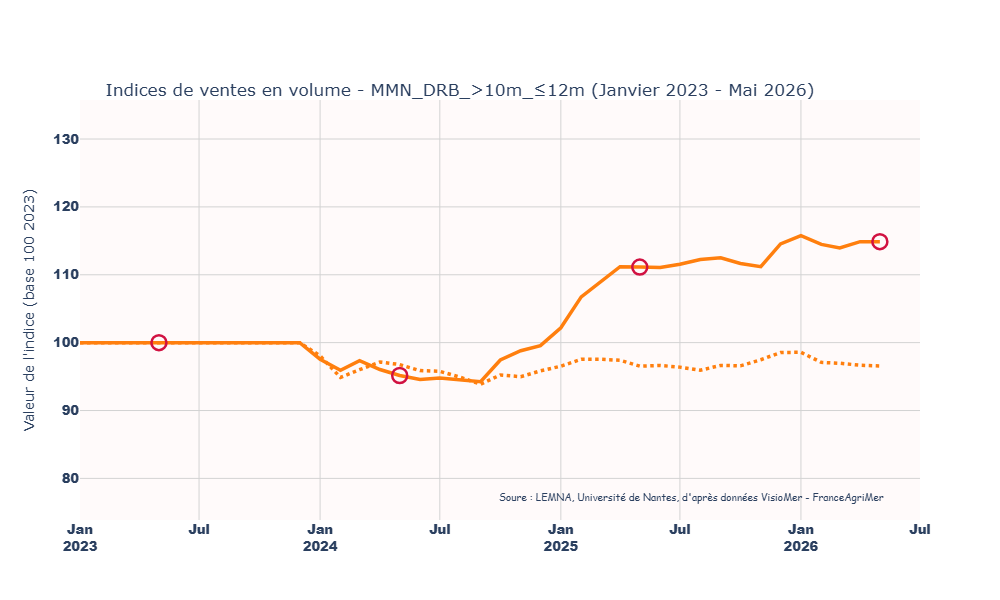 Indices de ventes en volume - MMN_DRB_>10m_≤12m (Janvier 2023 - Mai 2026)
Valeur de l'indice (base 100 2023)
130
120
110
100
90
80
Soure : LEMNA, Université de Nantes, d'après données VisioMer - FranceAgriMer
Jan Jul Jan Jul Jan Jul Jan Jul
2023 2024 2025 2026